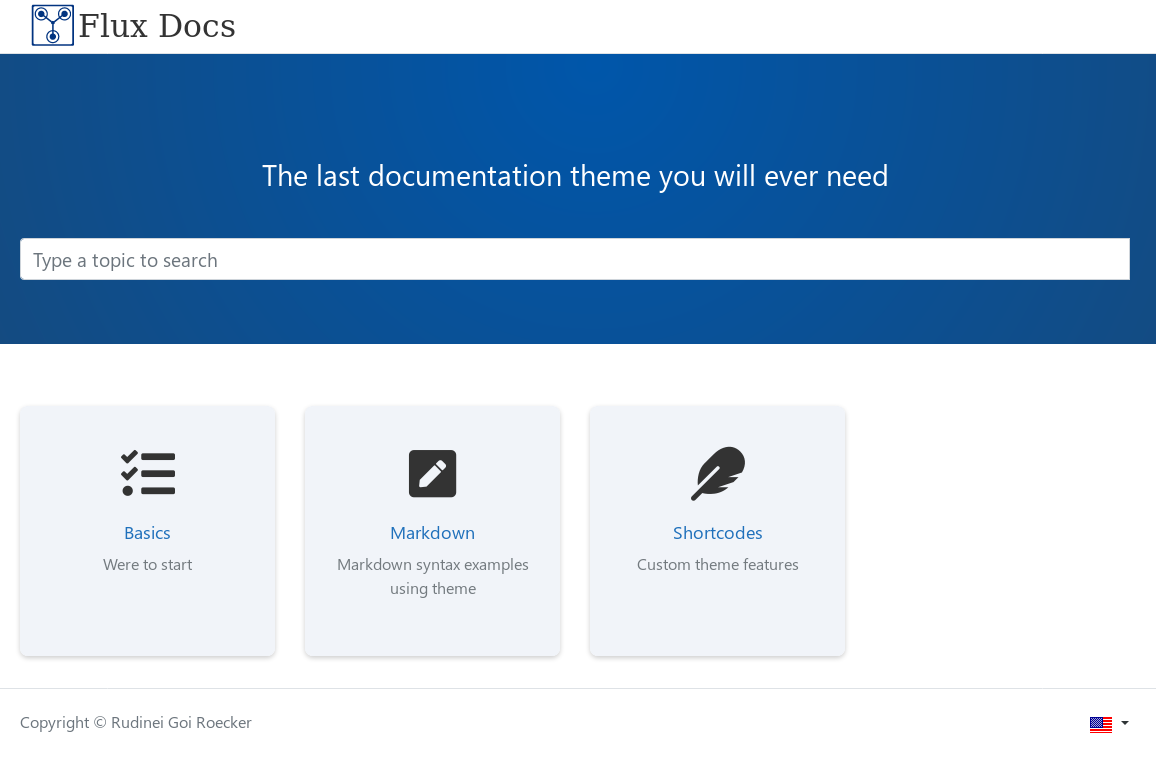 Flux Docs
The last documentation theme you will ever need
Type a topic to search
Basics
Were to start
Markdown
Markdown syntax examples
using theme
Shortcodes
Custom theme features
Copyright © Rudinei Goi Roecker